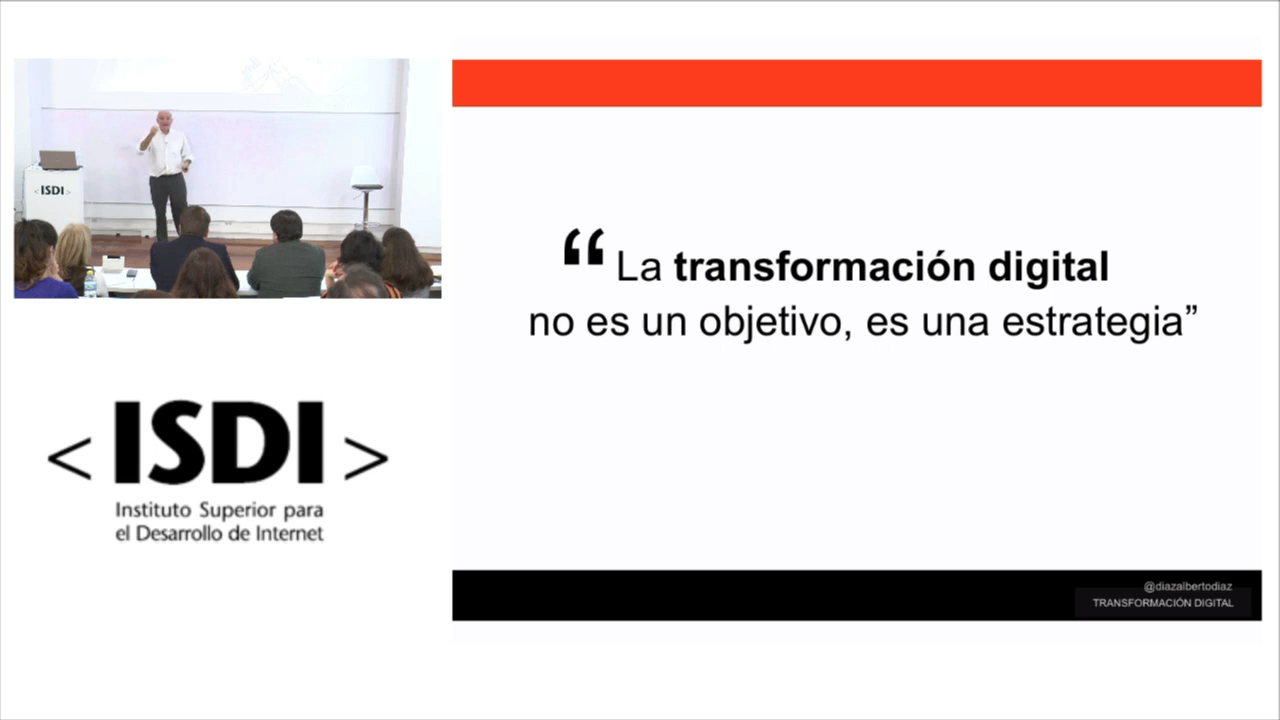 <ISDI>
“ La transformación digital
no es un objetivo, es una estrategia”
<ISDI>
Instituto Superior para
el Desarrollo de Internet
@diazalbertodiaz
TRANSFORMACIÓN DIGITAL